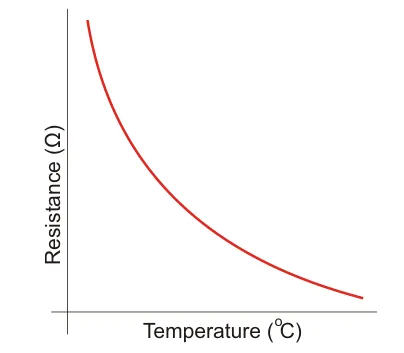 Resistance (Ω)
Temperature (°C)